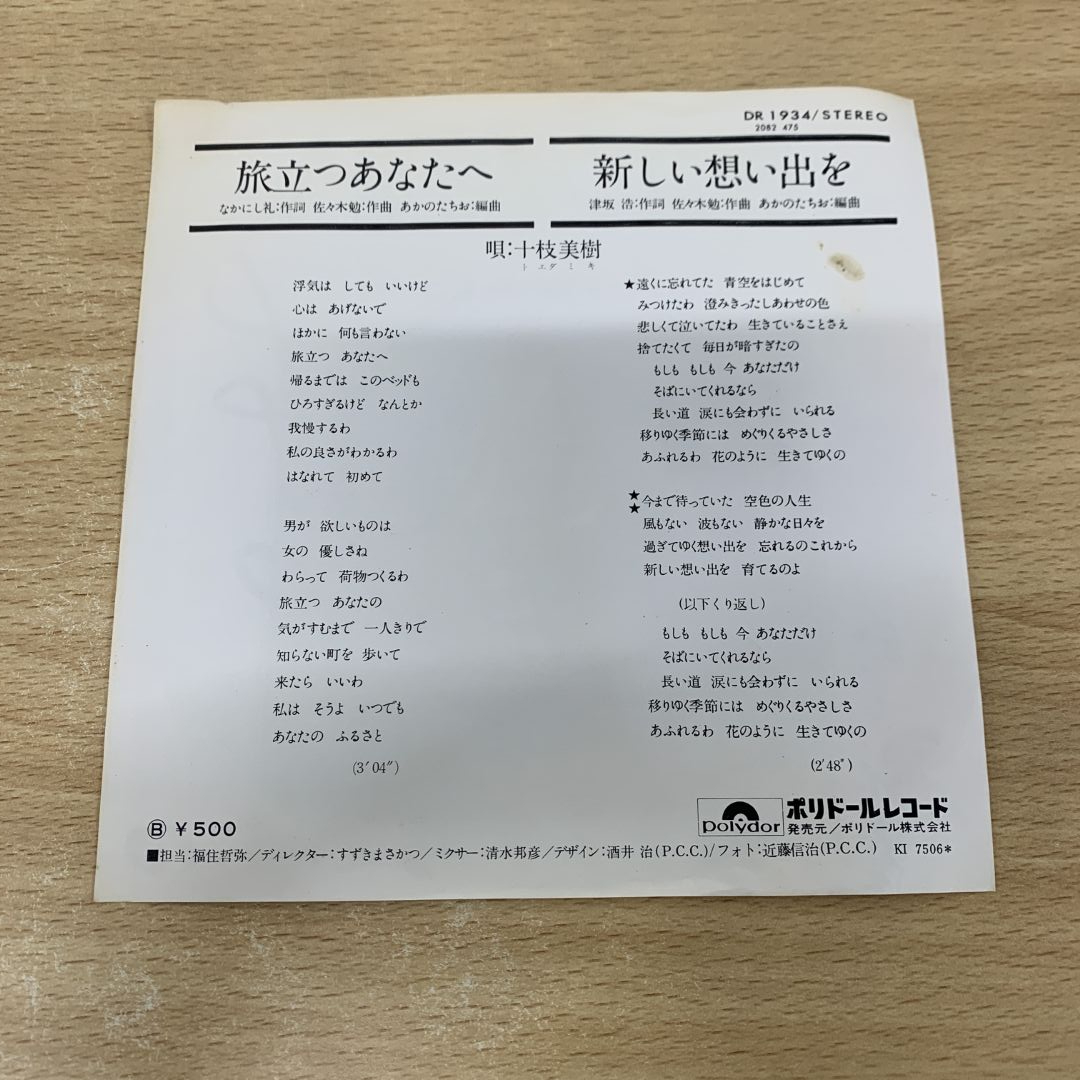 DR 1934/STEREO
2082 475
旅立つあなたへ
なかにし礼:作詞 佐々木勉:作曲 あかのたちお:編曲
新しい想い出を
津坂 浩:作詞 佐々木勉:作曲 あかのたちお:編曲
唄:十枝美樹
トエダ ミキ
浮気は しても いいけど
心は あげないで
ほかに 何も言わない
旅立つ あなたへ
帰るまでは このベッドも
ひろすぎるけど なんとか
我慢するわ
私の良さがわかるわ
はなれて 初めて
男が 欲しいものは
女の 優しさね
わらって 荷物つくるわ
旅立つ あなたの
気がすむまで 一人きりで
知らない町を 歩いて
来たら いいわ
私は そうよ いつでも
あなたの ふるさと
(3′04″)
★遠くに忘れてた 青空をはじめて
みつけたわ 澄みきったしあわせの色
悲しくて泣いてたわ 生きていることさえ
捨てたくて 毎日が暗すぎたの
もしも もしも 今 あなただけ
そばにいてくれるなら
長い道 涙にも会わずに いられる
移りゆく季節には めぐりくるやさしさ
あふれるわ 花のように 生きてゆくの
★★今まで待っていた 空色の人生
風もない 波もない 静かな日々を
過ぎてゆく想い出を 忘れるのこれから
新しい想い出を 育てるのよ
(以下くり返し)
もしも もしも 今 あなただけ
そばにいてくれるなら
長い道 涙にも会わずに いられる
移りゆく季節には めぐりくるやさしさ
あふれるわ 花のように 生きてゆくの
(2′48″)
Ⓑ ¥500
polydor
ポリドールレコード
発売元/ポリドール株式会社
■担当:福住哲弥/ディレクター:すずきまさかつ/ミクサー:清水邦彦/デザイン:酒井 治(P.C.C.)/フォト:近藤信治(P.C.C.) KI 7506*